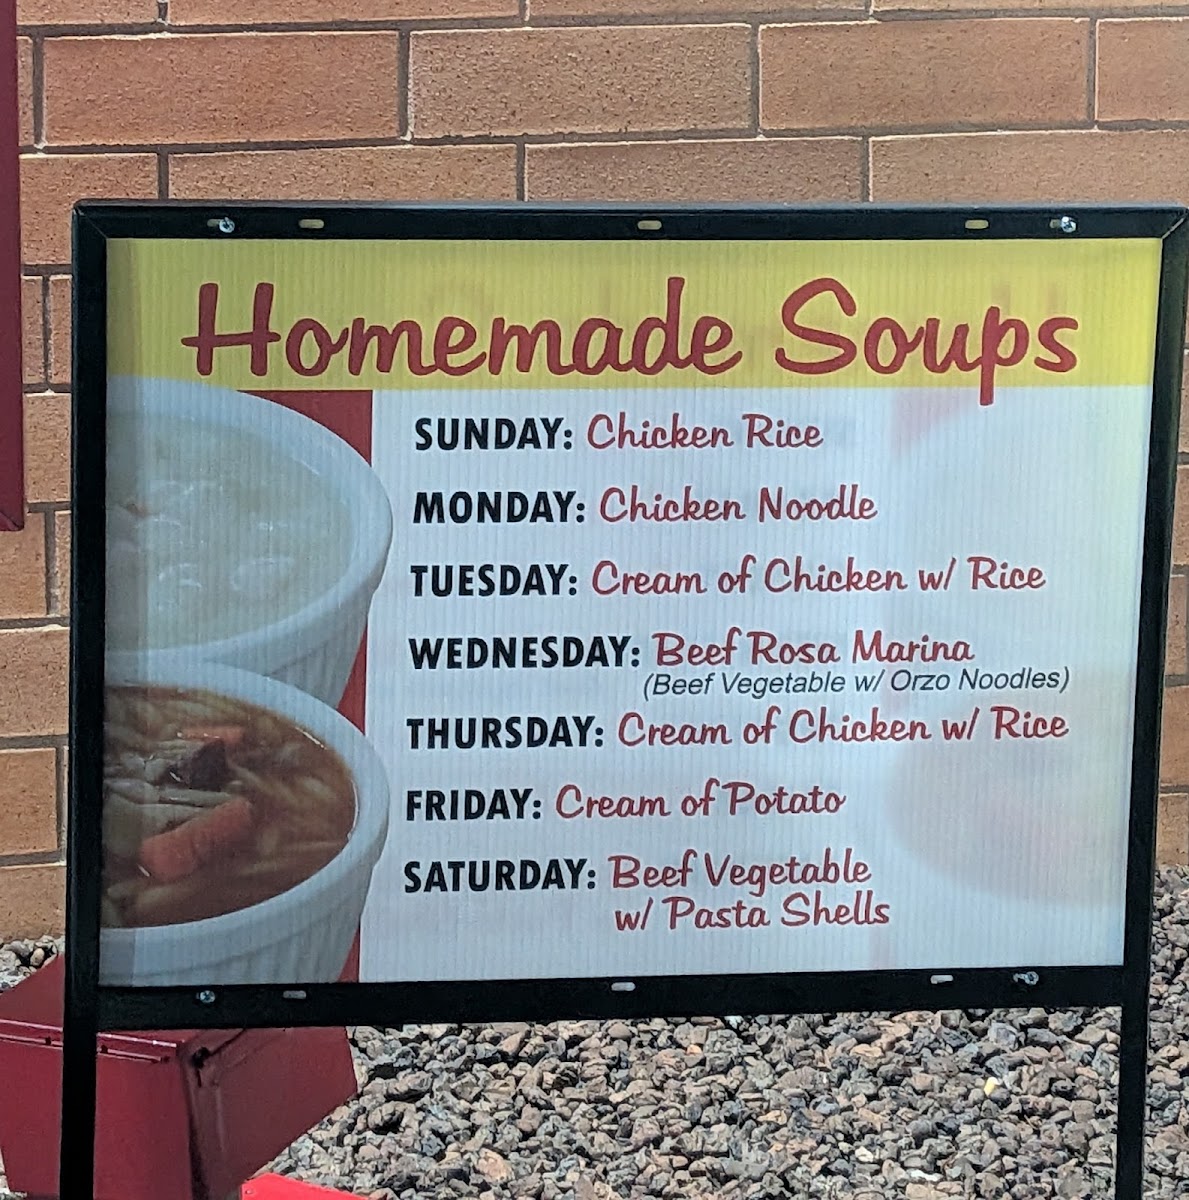 Homemade Soups
SUNDAY: Chicken Rice
MONDAY: Chicken Noodle
TUESDAY: Cream of Chicken w/ Rice
WEDNESDAY: Beef Rosa Marina
(Beef Vegetable w/ Orzo Noodles)
THURSDAY: Cream of Chicken w/ Rice
FRIDAY: Cream of Potato
SATURDAY: Beef Vegetable
w/ Pasta Shells